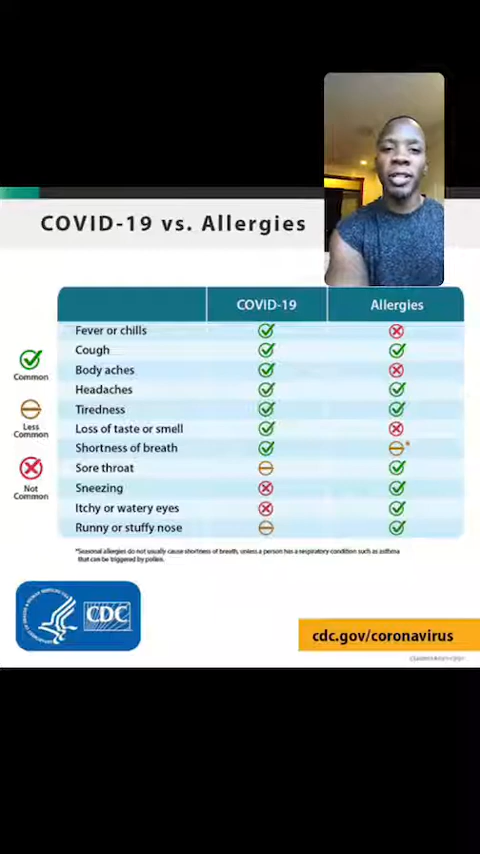 COVID-19 vs. Allergies
COVID-19 Allergies
Fever or chills
Cough
Body aches
Headaches
Tiredness
Loss of taste or smell
Shortness of breath *
Sore throat
Sneezing
Itchy or watery eyes
Runny or stuffy nose
Common
Less
Common
Not
Common
*Seasonal allergies do not usually cause shortness of breath, unless a person has a respiratory condition such as asthma
that can be triggered by pollen.
CDC
cdc.gov/coronavirus